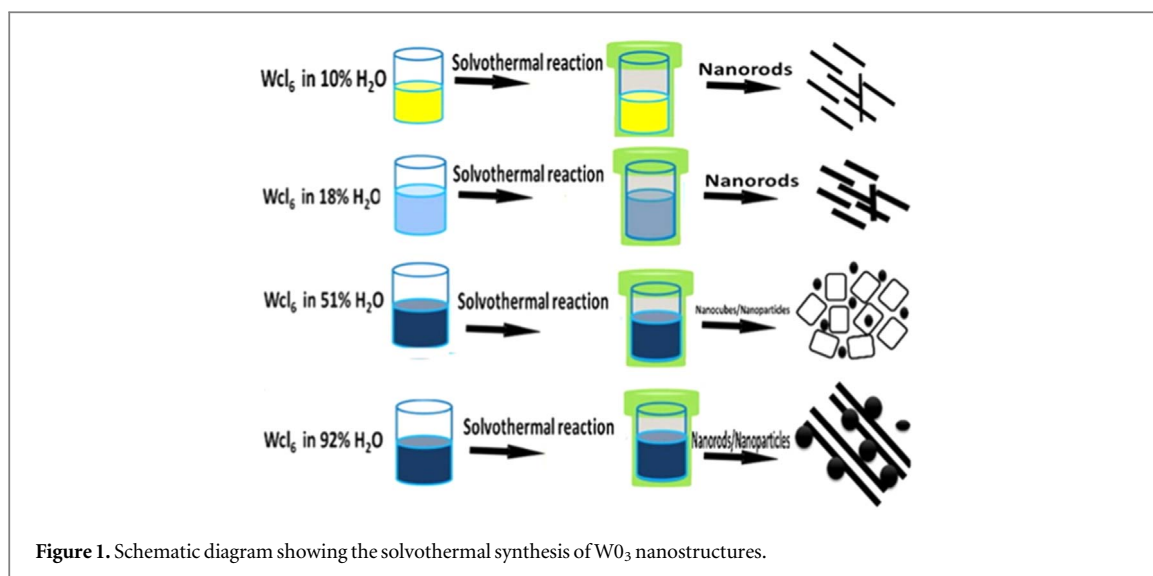 Wcl₆ in 10% H₂O
Solvothermal reaction
Nanorods
Wcl₆ in 18% H₂O
Solvothermal reaction
Nanorods
Wcl₆ in 51% H₂O
Solvothermal reaction
Nanocubes/Nanoparticles
Wcl₆ in 92% H₂O
Solvothermal reaction
Nanorods/Nanoparticles
Figure 1. Schematic diagram showing the solvothermal synthesis of W0₃ nanostructures.